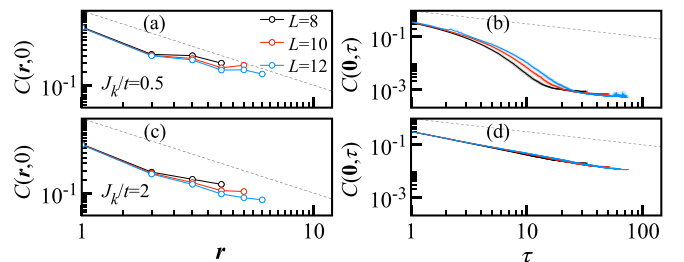 C(r,0)
10⁻¹
(a)
J_k/t=0.5
L=8
L=10
L=12
C(0,τ)
10⁻¹
10⁻³
(b)
C(r,0)
10⁻¹
(c)
J_k/t=2
1
10
r
C(0,τ)
10⁻¹
10⁻³
(d)
1
10
100
τ